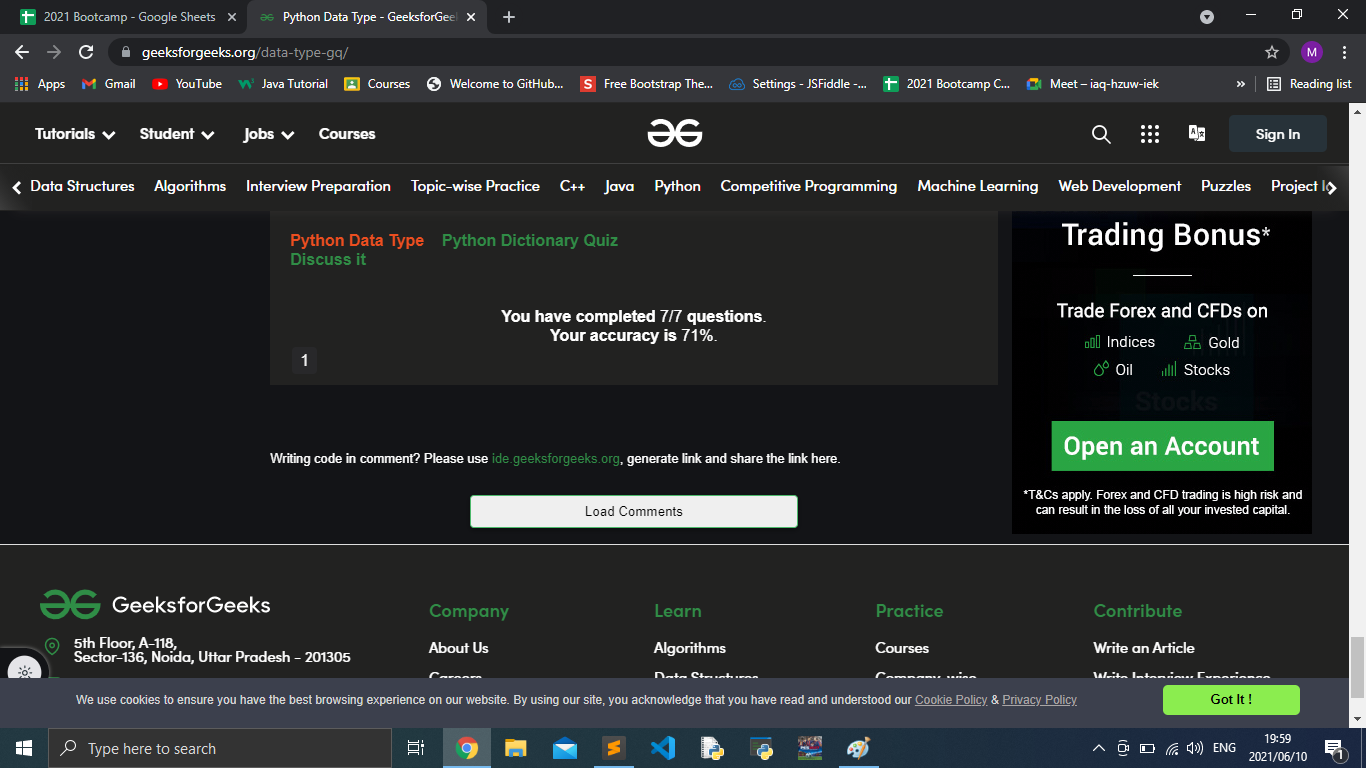 2021 Bootcamp - Google Sheets
Python Data Type - GeeksforGee
geeksforgeeks.org/data-type-gq/
M
Apps Gmail YouTube Java Tutorial Courses Welcome to GitHub... Free Bootstrap The... Settings - JSFiddle -... 2021 Bootcamp C... Meet – iaq-hzuw-iek » Reading list
Tutorials Student Jobs Courses Sign In
Data Structures Algorithms Interview Preparation Topic-wise Practice C++ Java Python Competitive Programming Machine Learning Web Development Puzzles Project
Python Data Type Python Dictionary Quiz
Discuss it
You have completed 7/7 questions.
Your accuracy is 71%.
1
Trading Bonus*
Trade Forex and CFDs on
Indices Gold
Oil Stocks
Stocks
Open an Account
*T&Cs apply. Forex and CFD trading is high risk and
can result in the loss of all your invested capital.
Writing code in comment? Please use ide.geeksforgeeks.org, generate link and share the link here.
Load Comments
GeeksforGeeks
5th Floor, A-118,
Sector-136, Noida, Uttar Pradesh - 201305
Company
About Us
Careers
Learn
Algorithms
Data Structures
Practice
Courses
Company-wise
Contribute
Write an Article
Write Interview Experience
We use cookies to ensure you have the best browsing experience on our website. By using our site, you acknowledge that you have read and understood our Cookie Policy & Privacy Policy
Got It !
Type here to search
ENG
19:59
2021/06/10
1